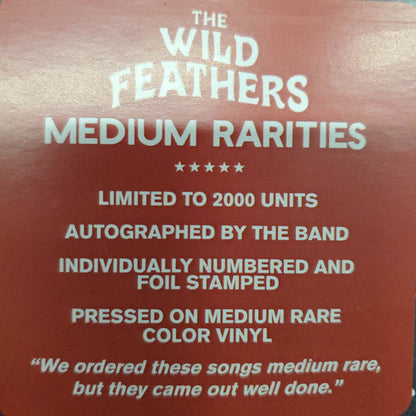 THE
WILD
FEATHERS
MEDIUM RARITIES
★★★★★
LIMITED TO 2000 UNITS
AUTOGRAPHED BY THE BAND
INDIVIDUALLY NUMBERED AND
FOIL STAMPED
PRESSED ON MEDIUM RARE
COLOR VINYL
“We ordered these songs medium rare,
but they came out well done.”